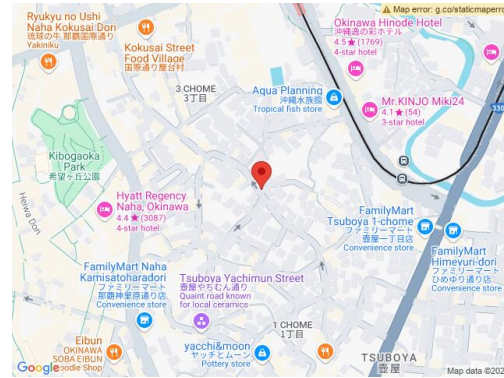 Map error: g.co/staticmaperro
Ryukyu no Ushi
Naha Kokusai Dori
琉球の牛 那覇国際通り
Yakiniku
Kokusai Street
Food Village
国際通り屋台村
Okinawa Hinode Hotel
沖縄逸の彩ホテル
4.5★(1769)
4-star hotel
3 CHOME
3丁目
Aqua Planning
沖縄水族館
Tropical fish store
Mr.KINJO Miki24
4.1★(54)
3-star hotel
330
Kibogaoka
Park
希望ヶ丘公園
Heiwa Dori
Hyatt Regency
Naha, Okinawa
4.4★(3087)
4-star hotel
FamilyMart
Tsuboya 1-chome
ファミリーマート
壺屋一丁目店
Convenience store
FamilyMart
Himeyuri-dori
ファミリーマート
ひめゆり通り店
Convenience store
FamilyMart Naha
Kamisatoharadori
ファミリーマート
那覇神里原通り店
Convenience store
Tsuboya Yachimun Street
壺屋やちむん通り
Quaint road known
for local ceramics
1 CHOME
1丁目
Eibun
OKINAWA
SOBA EIBUN
oodle Shop
yacchi&moon
ヤッチとムーン
Pottery store
TSUBOYA
壺屋
Google
Map data ©202